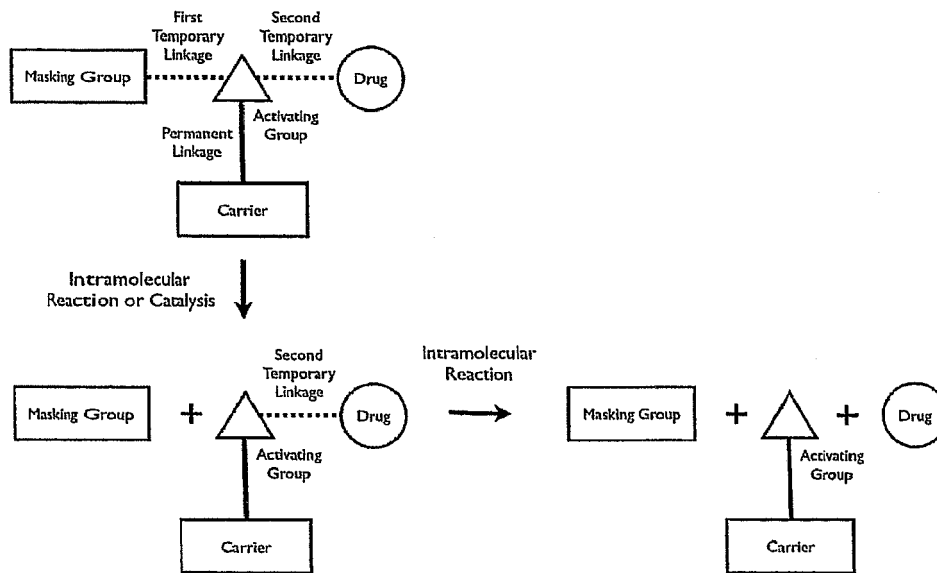 First
Temporary
Linkage
Second
Temporary
Linkage
Masking Group
Drug
Activating
Group
Permanent
Linkage
Carrier
Intramolecular
Reaction or Catalysis
Second
Temporary
Linkage
Intramolecular
Reaction
Masking Group
+
Drug
Masking Group
+
+
Drug
Activating
Group
Activating
Group
Carrier
Carrier